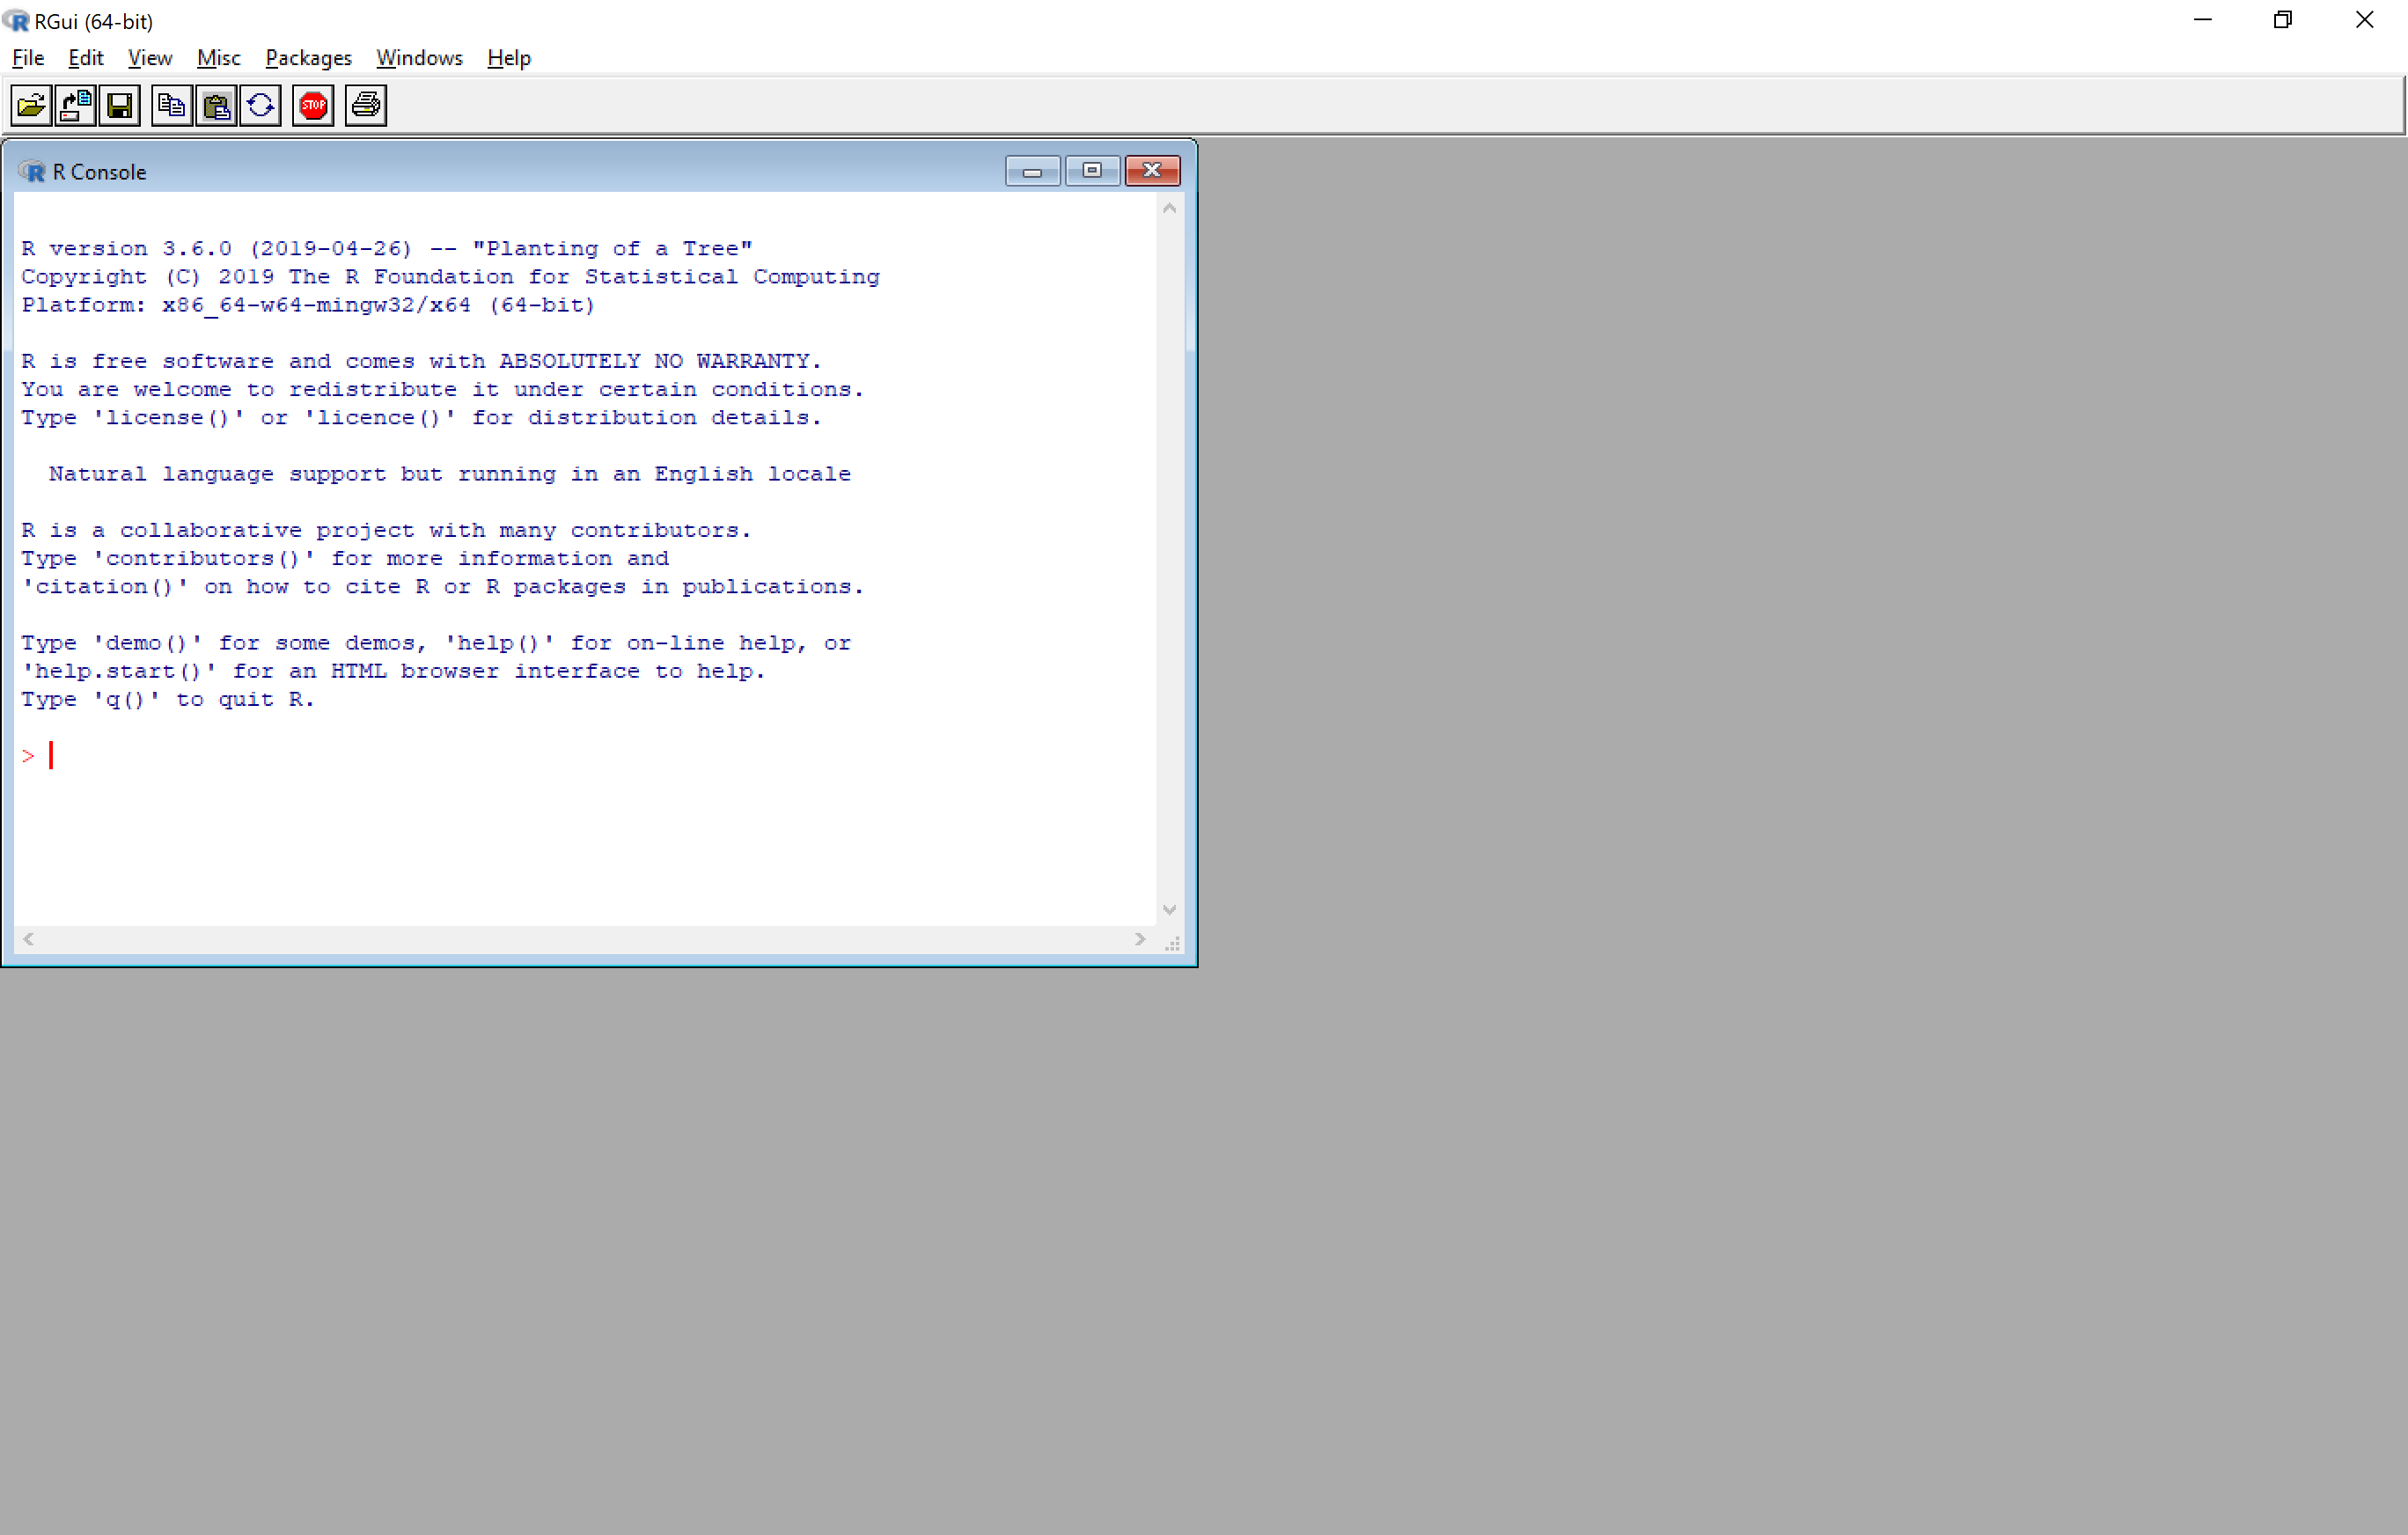 RGui (64-bit)
File Edit View Misc Packages Windows Help
STOP
R Console
R version 3.6.0 (2019-04-26) -- "Planting of a Tree"
Copyright (C) 2019 The R Foundation for Statistical Computing
Platform: x86_64-w64-mingw32/x64 (64-bit)
R is free software and comes with ABSOLUTELY NO WARRANTY.
You are welcome to redistribute it under certain conditions.
Type 'license()' or 'licence()' for distribution details.
Natural language support but running in an English locale
R is a collaborative project with many contributors.
Type 'contributors()' for more information and
'citation()' on how to cite R or R packages in publications.
Type 'demo()' for some demos, 'help()' for on-line help, or
'help.start()' for an HTML browser interface to help.
Type 'q()' to quit R.
>